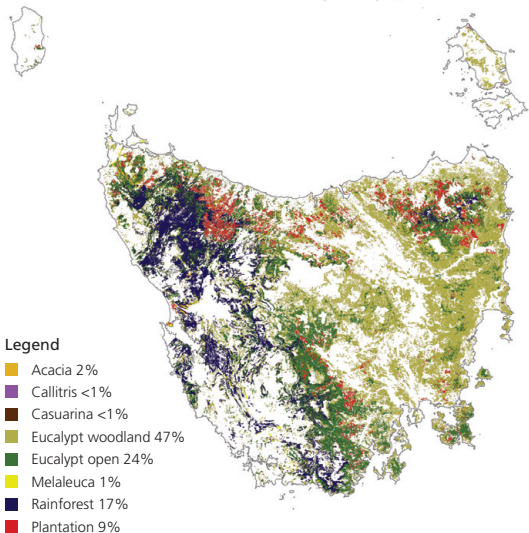 Legend
Acacia 2%
Callitris <1%
Casuarina <1%
Eucalypt woodland 47%
Eucalypt open 24%
Melaleuca 1%
Rainforest 17%
Plantation 9%